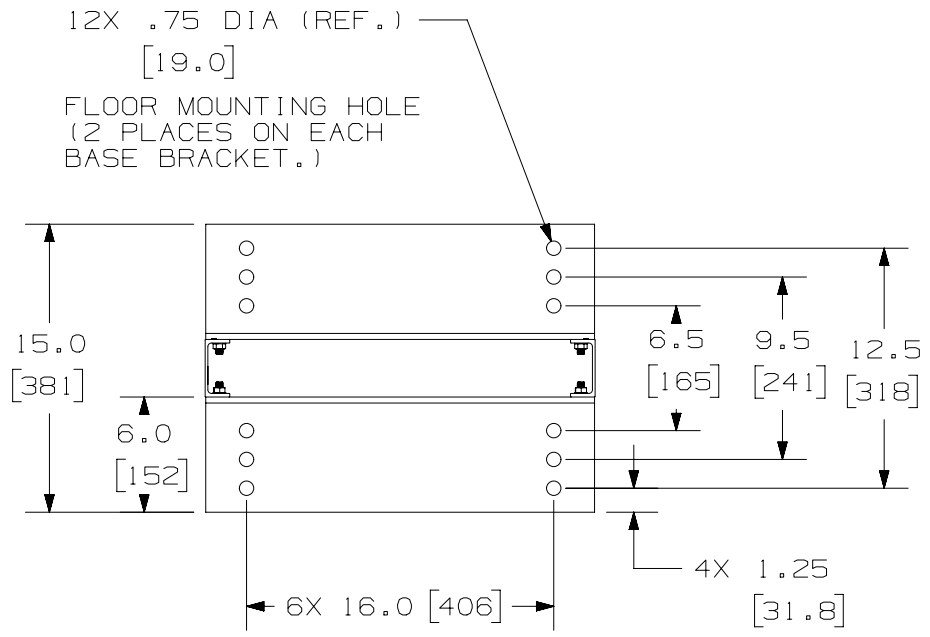 12X .75 DIA (REF.)
[19.0]
FLOOR MOUNTING HOLE
(2 PLACES ON EACH
BASE BRACKET.)
15.0
[381]
6.0
[152]
6.5
[165]
9.5
[241]
12.5
[318]
4X 1.25
[31.8]
6X 16.0 [406]